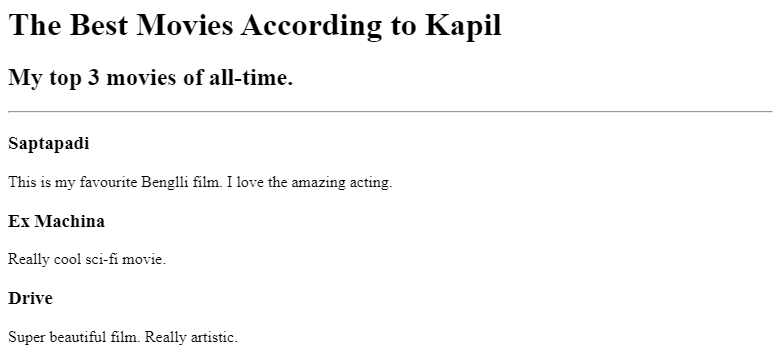 The Best Movies According to Kapil
My top 3 movies of all-time.
Saptapadi
This is my favourite Benglli film. I love the amazing acting.
Ex Machina
Really cool sci-fi movie.
Drive
Super beautiful film. Really artistic.